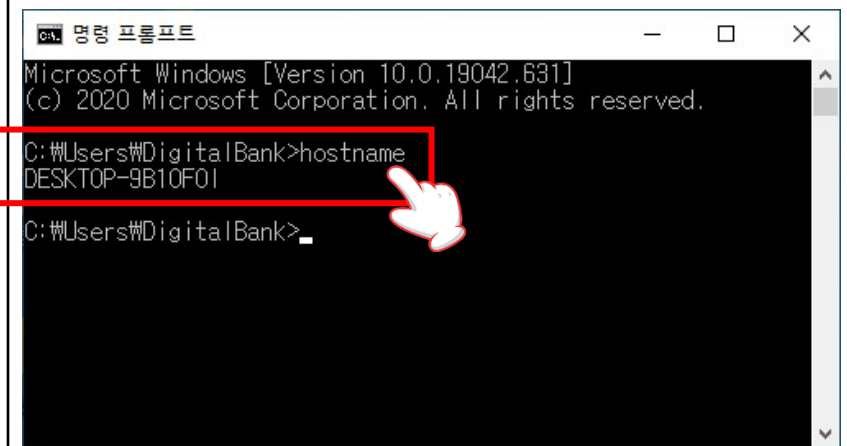 명령 프롬프트
Microsoft Windows [Version 10.0.19042.631]
(c) 2020 Microsoft Corporation. All rights reserved.
C:₩Users₩DigitalBank>hostname
DESKTOP-9B10F0I
C:₩Users₩DigitalBank>